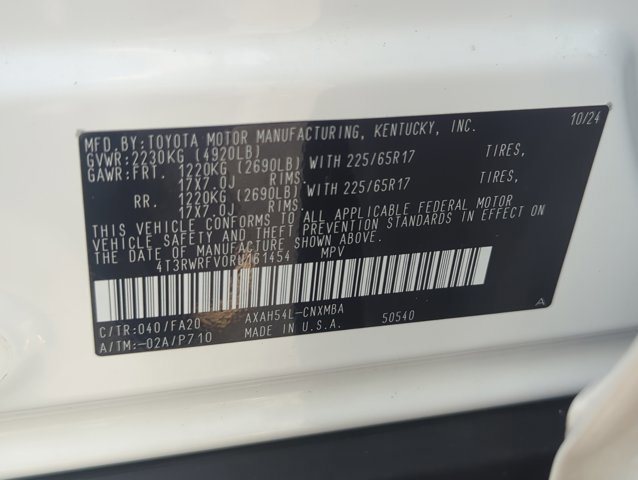 10/24
MFD.BY:TOYOTA MOTOR MANUFACTURING, KENTUCKY, INC.
GVWR:2230KG (4920LB)
GAWR:FRT. 1220KG (2690LB) WITH 225/65R17 TIRES,
17X7.0J RIMS.
RR. 1220KG (2690LB) WITH 225/65R17 TIRES,
17X7.0J RIMS.
THIS VEHICLE CONFORMS TO ALL APPLICABLE FEDERAL MOTOR
VEHICLE SAFETY AND THEFT PREVENTION STANDARDS IN EFFECT ON
THE DATE OF MANUFACTURE SHOWN ABOVE.
MPV
C/TR:040/FA20 AXAH54L-CNXMBA
A/TM:-02A/P710 MADE IN U.S.A. 50540 A